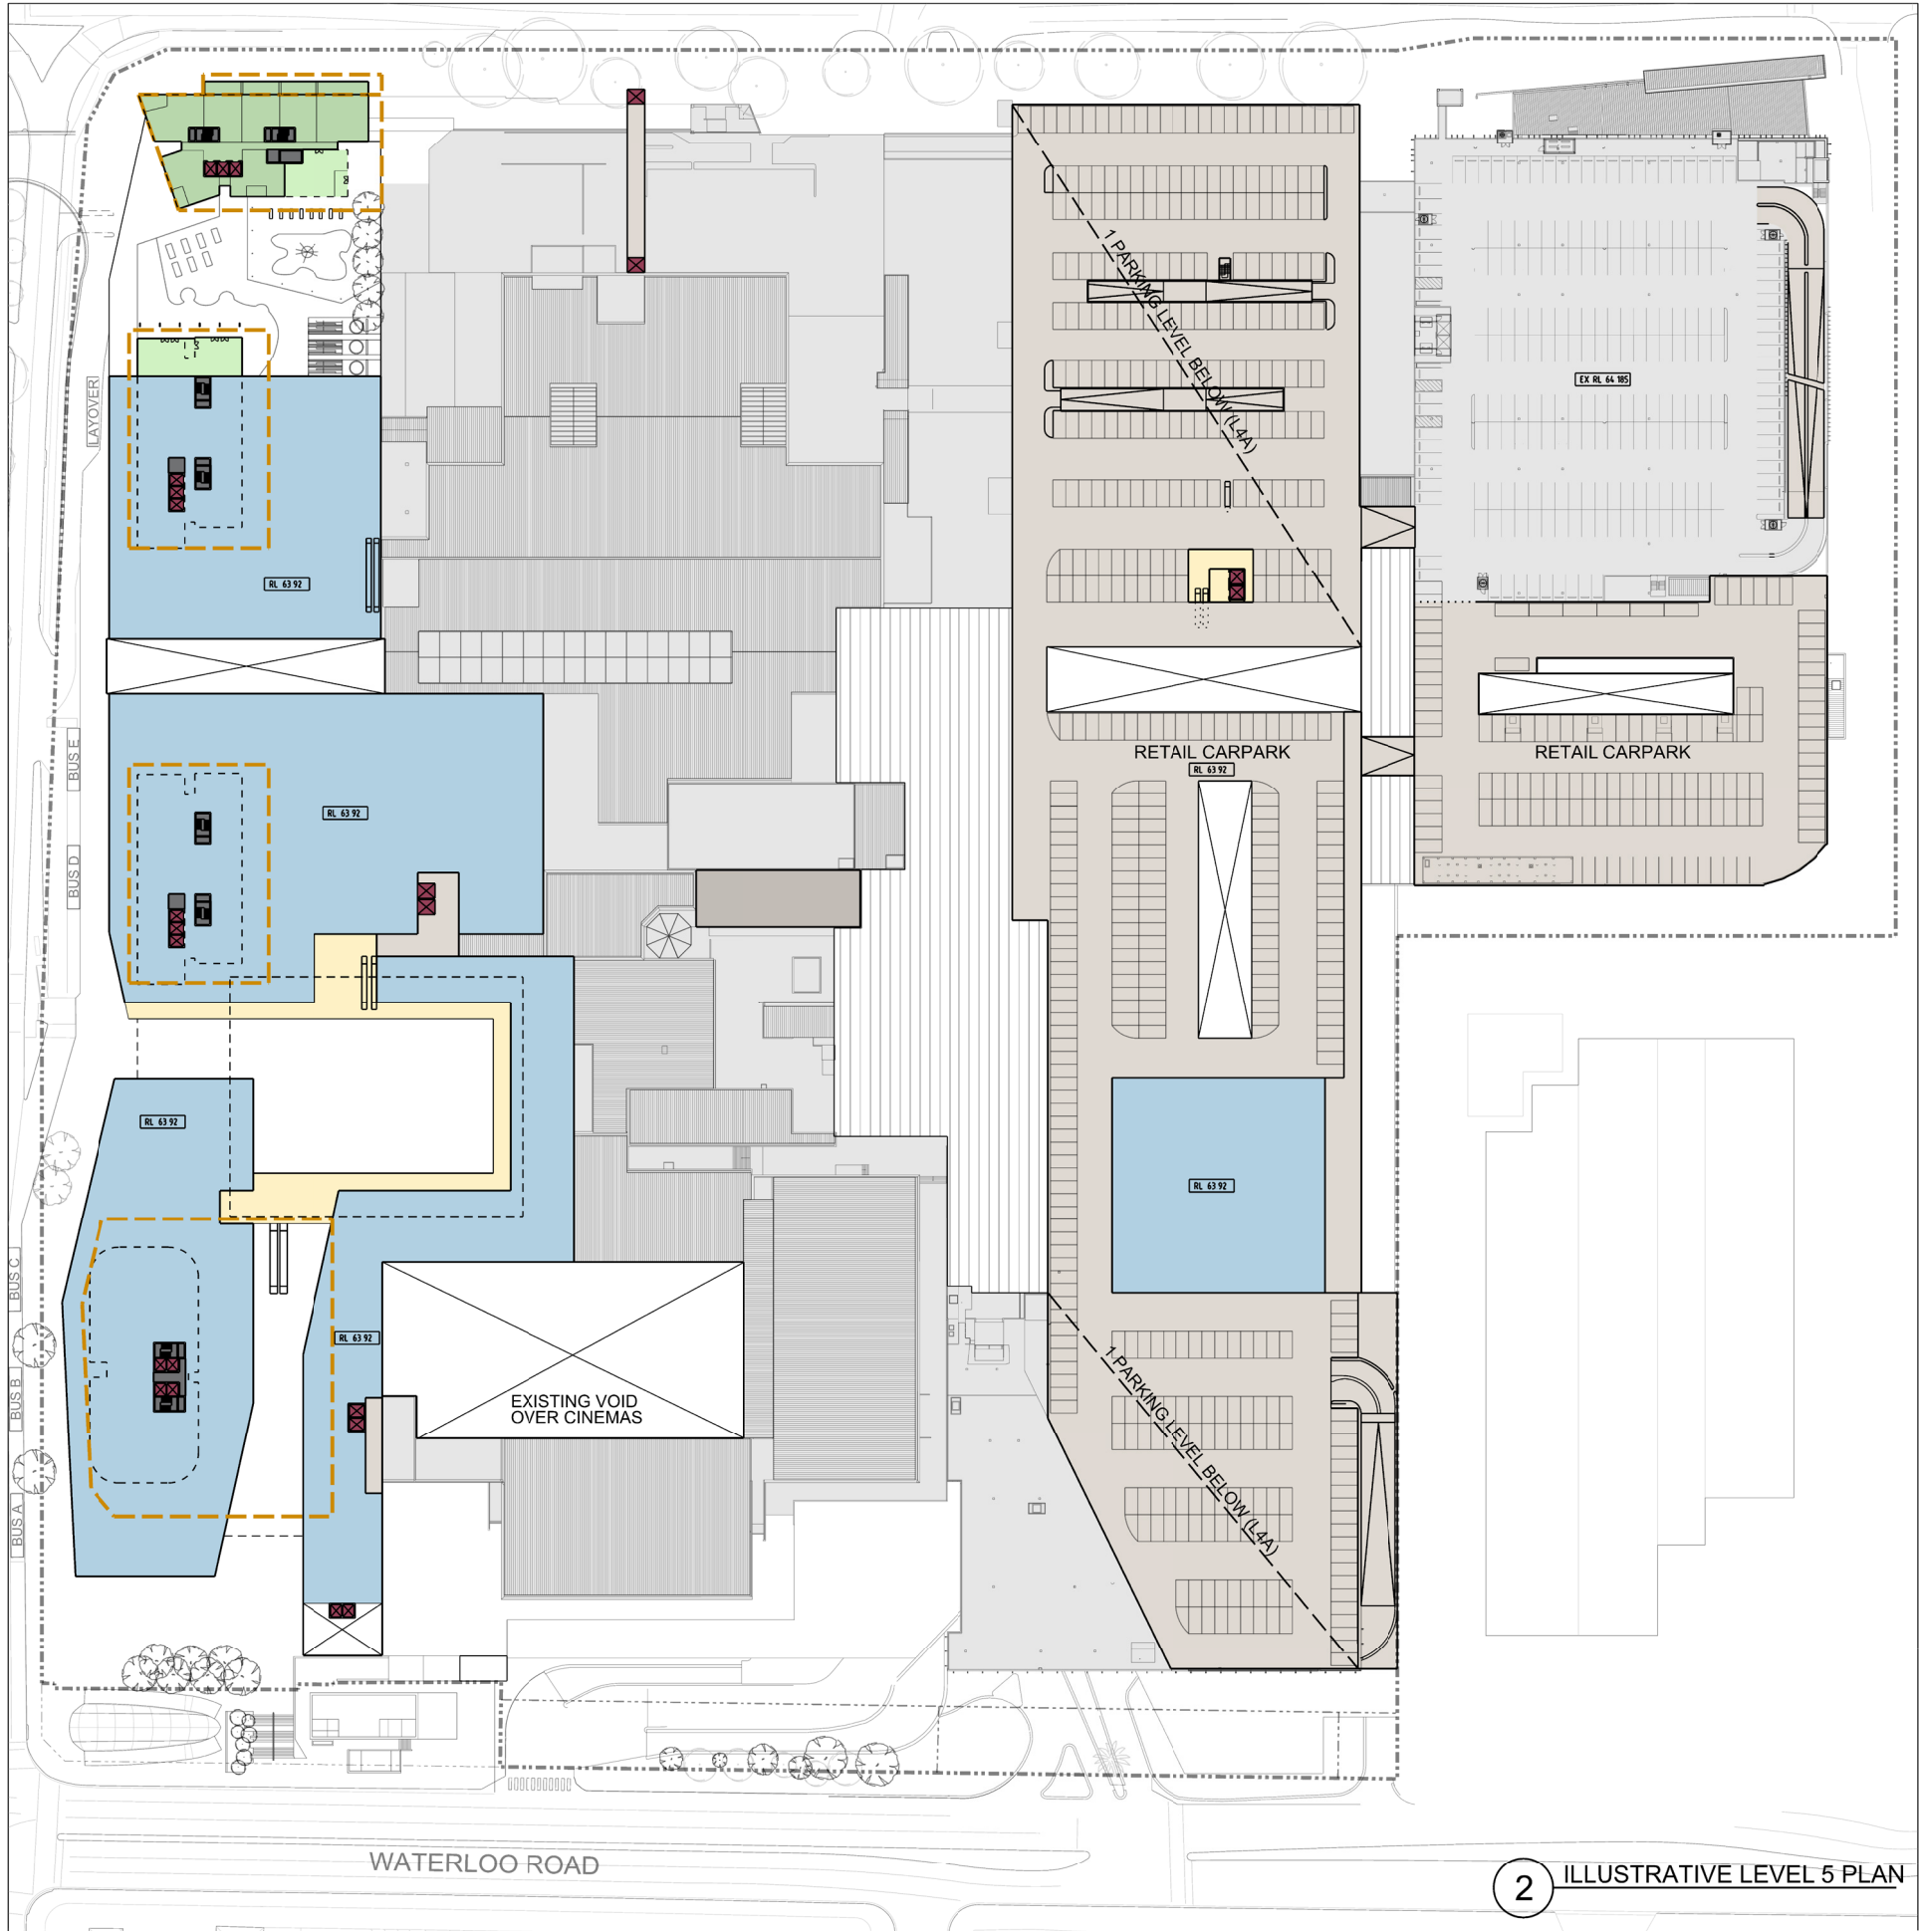 1 PARKING LEVEL BELOW (L4A)
EX RL 64 185
LAYOVER
RL 63 92
BUS E
RETAIL CARPARK
RL 63 92
RETAIL CARPARK
RL 63 92
BUS D
RL 63 92
RL 63 92
BUS C
RL 63 92
1 PARKING LEVEL BELOW (L4A)
BUS B
EXISTING VOID
OVER CINEMAS
BUS A
WATERLOO ROAD
2
ILLUSTRATIVE LEVEL 5 PLAN